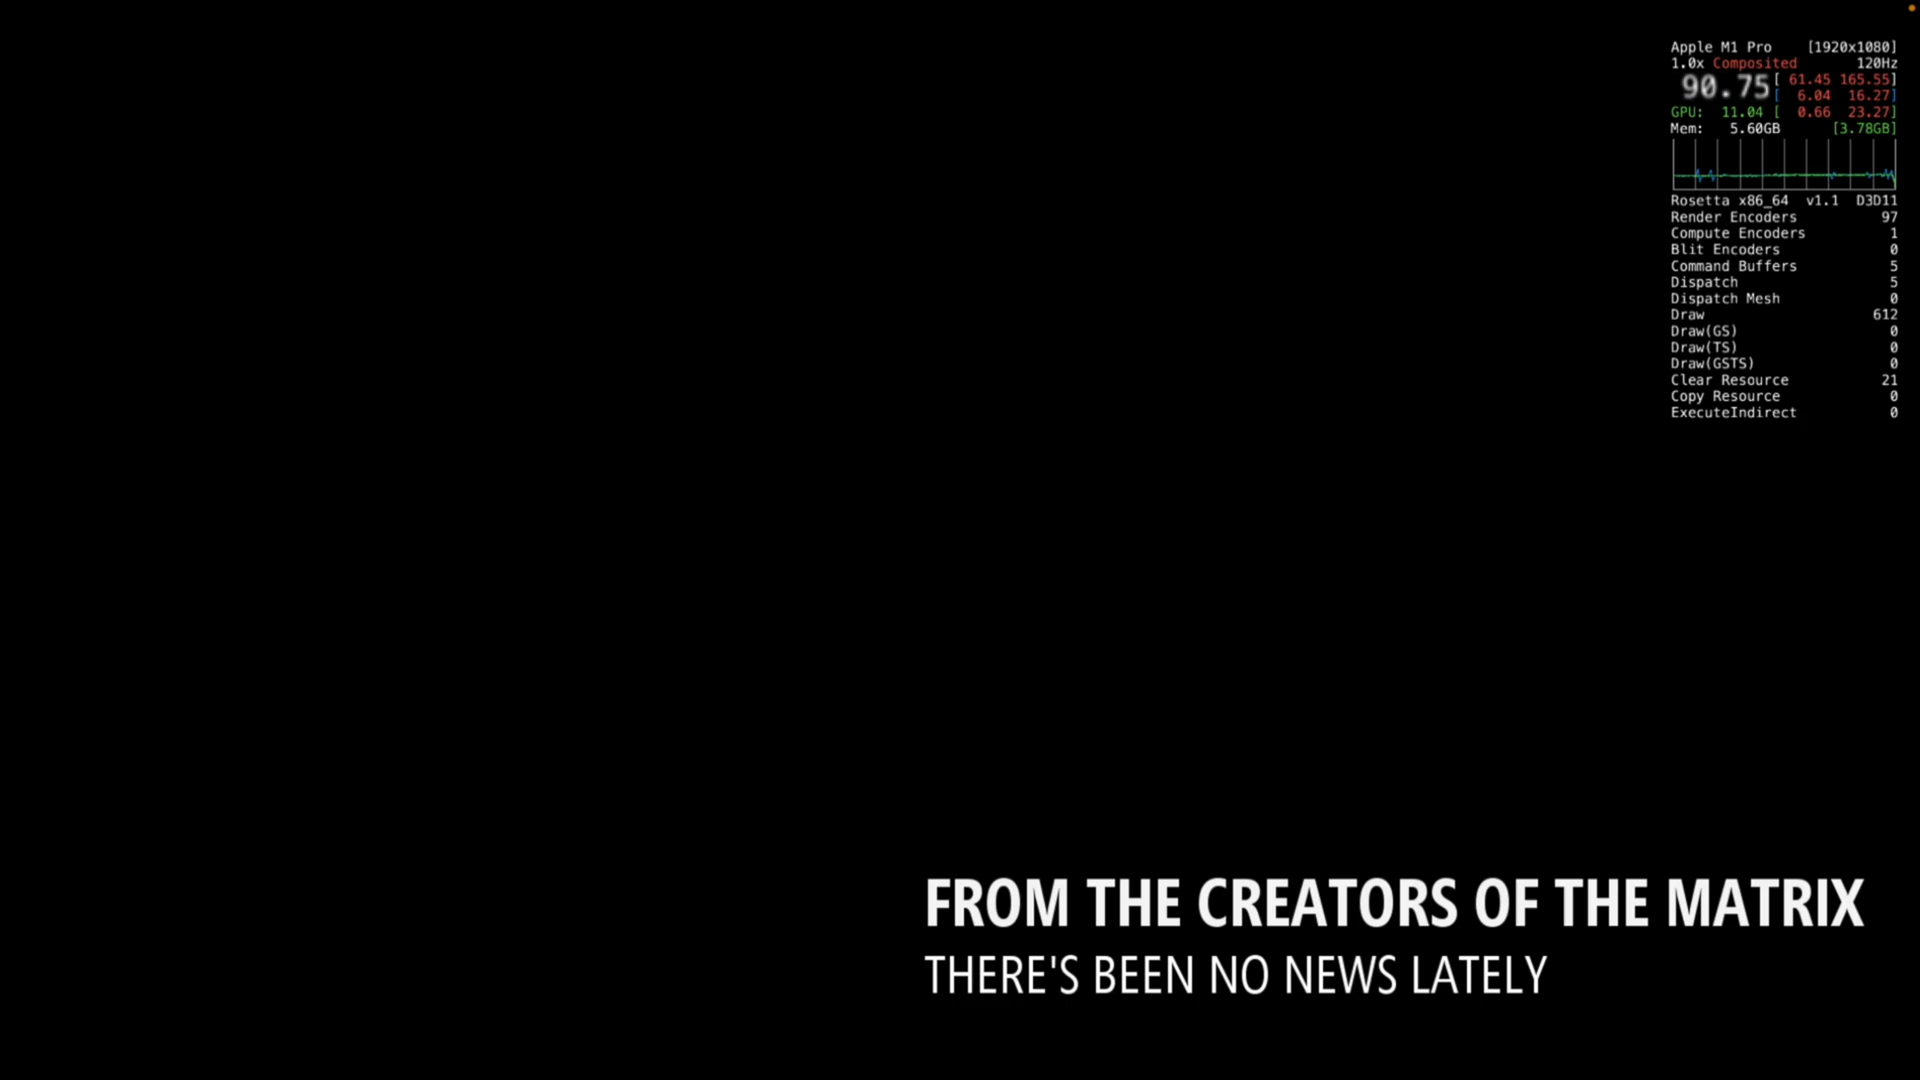 Apple M1 Pro [1920x1080]
1.0x Composited 120Hz
90.75 [ 61.45 165.55]
[ 6.04 16.27]
GPU: 11.04 [ 0.66 23.27]
Mem: 5.60GB [3.78GB]
Rosetta x86_64 v1.1 D3D11
Render Encoders 97
Compute Encoders 1
Blit Encoders 0
Command Buffers 5
Dispatch 5
Dispatch Mesh 0
Draw 612
Draw(GS) 0
Draw(TS) 0
Draw(GSTS) 0
Clear Resource 21
Copy Resource 0
ExecuteIndirect 0
FROM THE CREATORS OF THE MATRIX
THERE'S BEEN NO NEWS LATELY